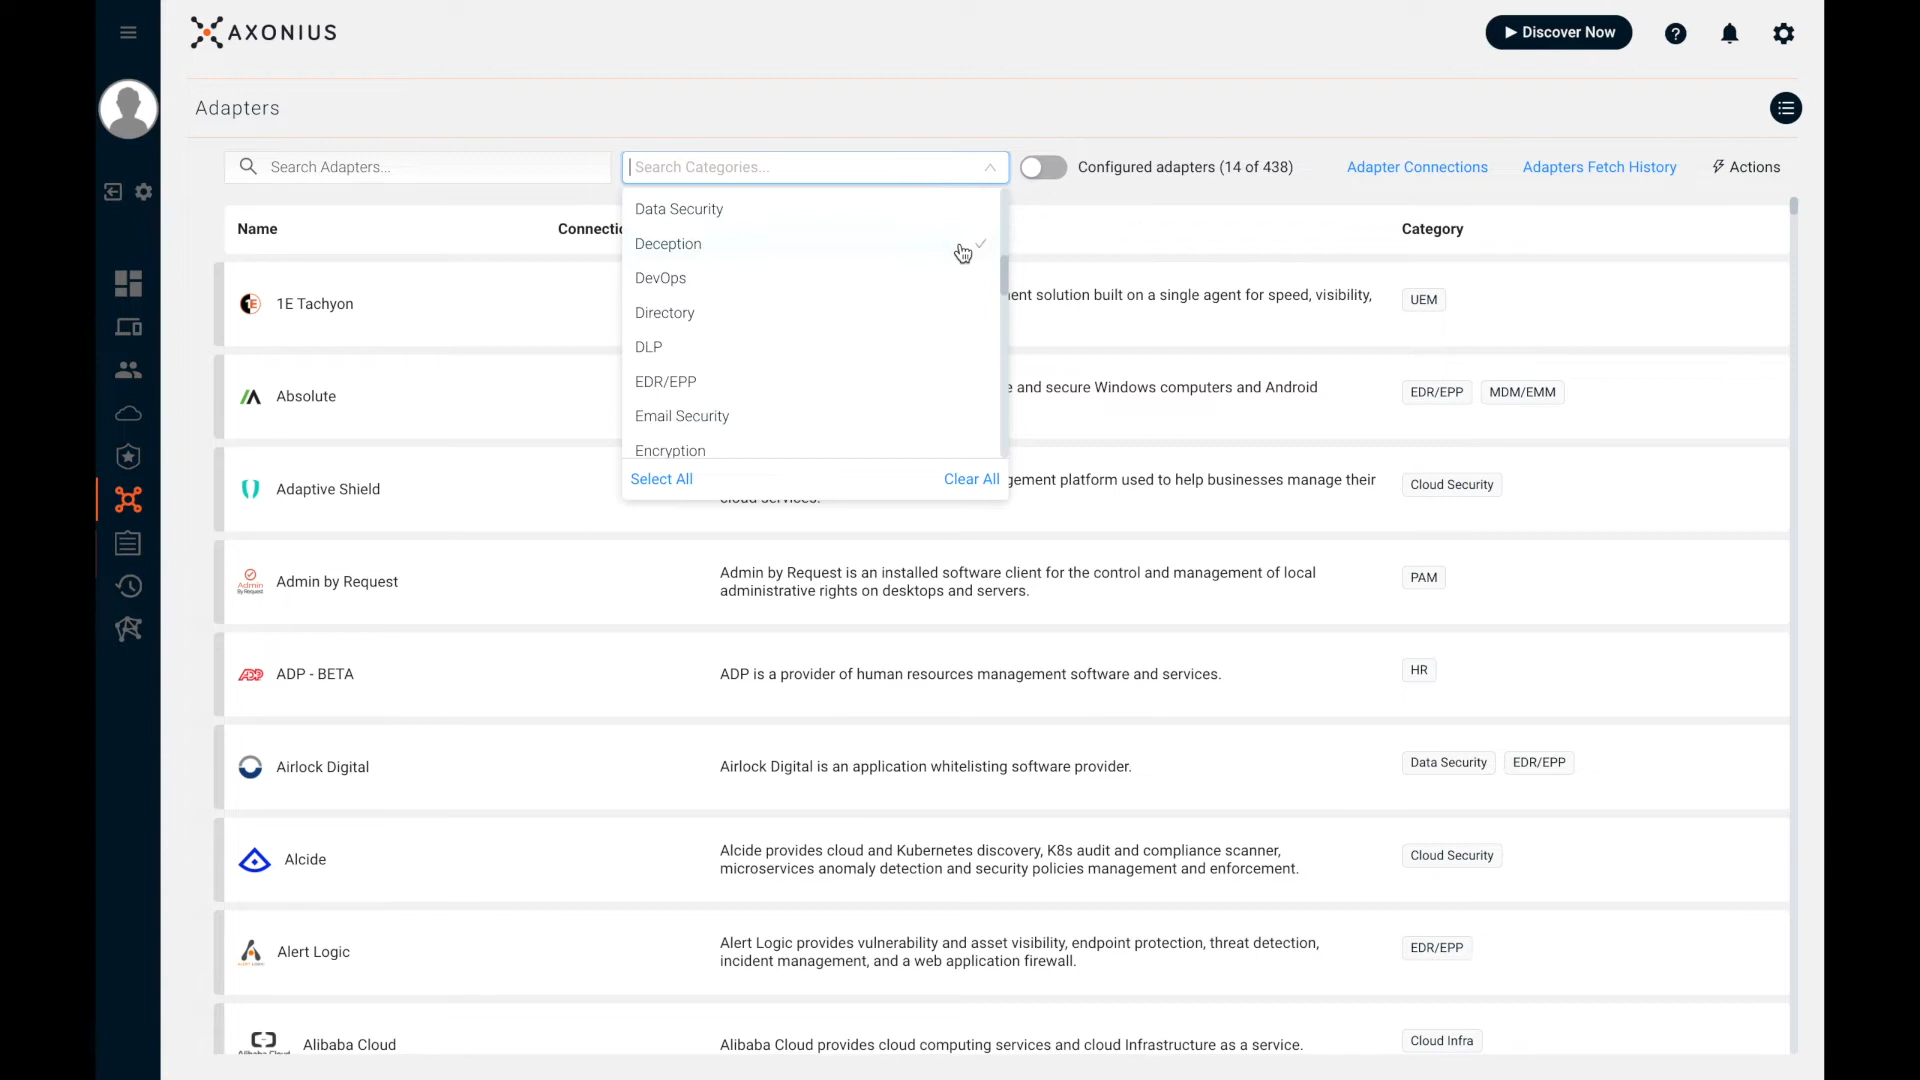 AXONIUS
Discover Now
Adapters
Search Adapters...
Search Categories...
Configured adapters (14 of 438)
Adapter Connections
Adapters Fetch History
Actions
Name
Category
Data Security
Deception
DevOps
Directory
DLP
EDR/EPP
Email Security
Encryption
Select All
Clear All
1E Tachyon
solution built on a single agent for speed, visibility,
UEM
Absolute
and secure Windows computers and Android
EDR/EPP
MDM/EMM
Adaptive Shield
platform used to help businesses manage their
cloud services.
Cloud Security
Admin by Request
Admin by Request is an installed software client for the control and management of local
administrative rights on desktops and servers.
PAM
ADP - BETA
ADP is a provider of human resources management software and services.
HR
Airlock Digital
Airlock Digital is an application whitelisting software provider.
Data Security
EDR/EPP
Alcide
Alcide provides cloud and Kubernetes discovery, K8s audit and compliance scanner,
microservices anomaly detection and security policies management and enforcement.
Cloud Security
Alert Logic
Alert Logic provides vulnerability and asset visibility, endpoint protection, threat detection,
incident management, and a web application firewall.
EDR/EPP
Alibaba Cloud
Alibaba Cloud provides cloud computing services and cloud Infrastructure as a service.
Cloud Infra